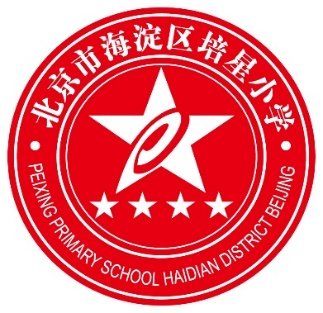 ·北京市海淀区培星小学·
PEIXING PRIMARY SCHOOL HAIDIAN DISTRICT BEIJING